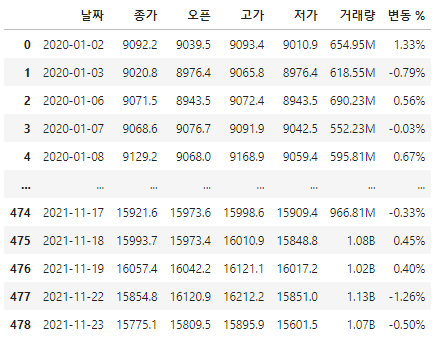 날짜 종가 오픈 고가 저가 거래량 변동 %
0 2020-01-02 9092.2 9039.5 9093.4 9010.9 654.95M 1.33%
1 2020-01-03 9020.8 8976.4 9065.8 8976.4 618.55M -0.79%
2 2020-01-06 9071.5 8943.5 9072.4 8943.5 690.23M 0.56%
3 2020-01-07 9068.6 9076.7 9091.9 9042.5 552.23M -0.03%
4 2020-01-08 9129.2 9068.0 9168.9 9059.4 595.81M 0.67%
... ... ... ... ... ... ... ...
474 2021-11-17 15921.6 15973.6 15998.6 15909.4 966.81M -0.33%
475 2021-11-18 15993.7 15973.4 16010.9 15848.8 1.08B 0.45%
476 2021-11-19 16057.4 16042.2 16121.1 16017.2 1.02B 0.40%
477 2021-11-22 15854.8 16120.9 16212.2 15851.0 1.13B -1.26%
478 2021-11-23 15775.1 15809.5 15895.9 15601.5 1.07B -0.50%